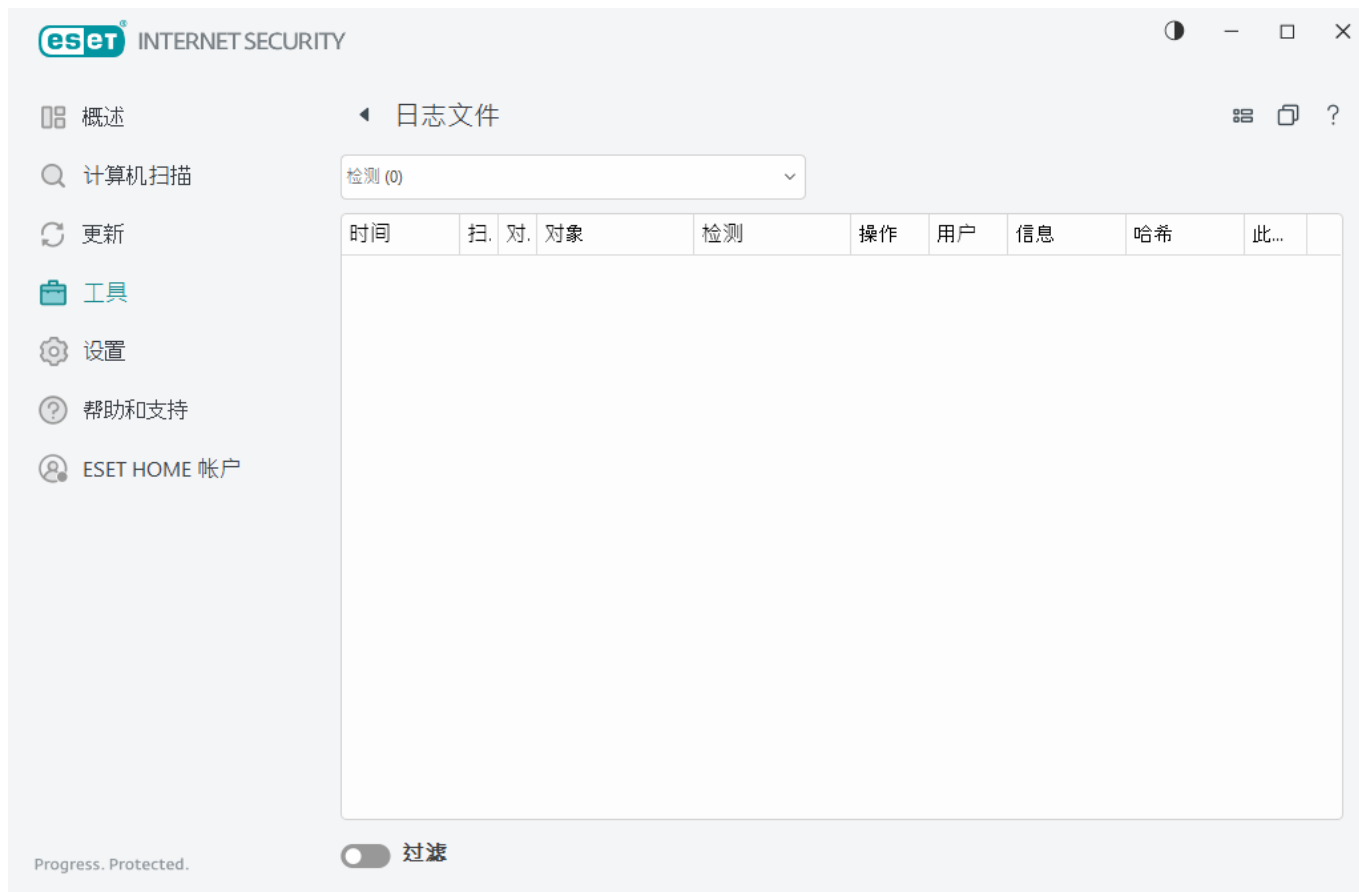 eset® INTERNET SECURITY
概述
计算机扫描
更新
工具
设置
帮助和支持
ESET HOME 帐户
Progress. Protected.
日志文件
?
检测 (0)
时间 扫. 对. 对象 检测 操作 用户 信息 哈希 此...
过滤